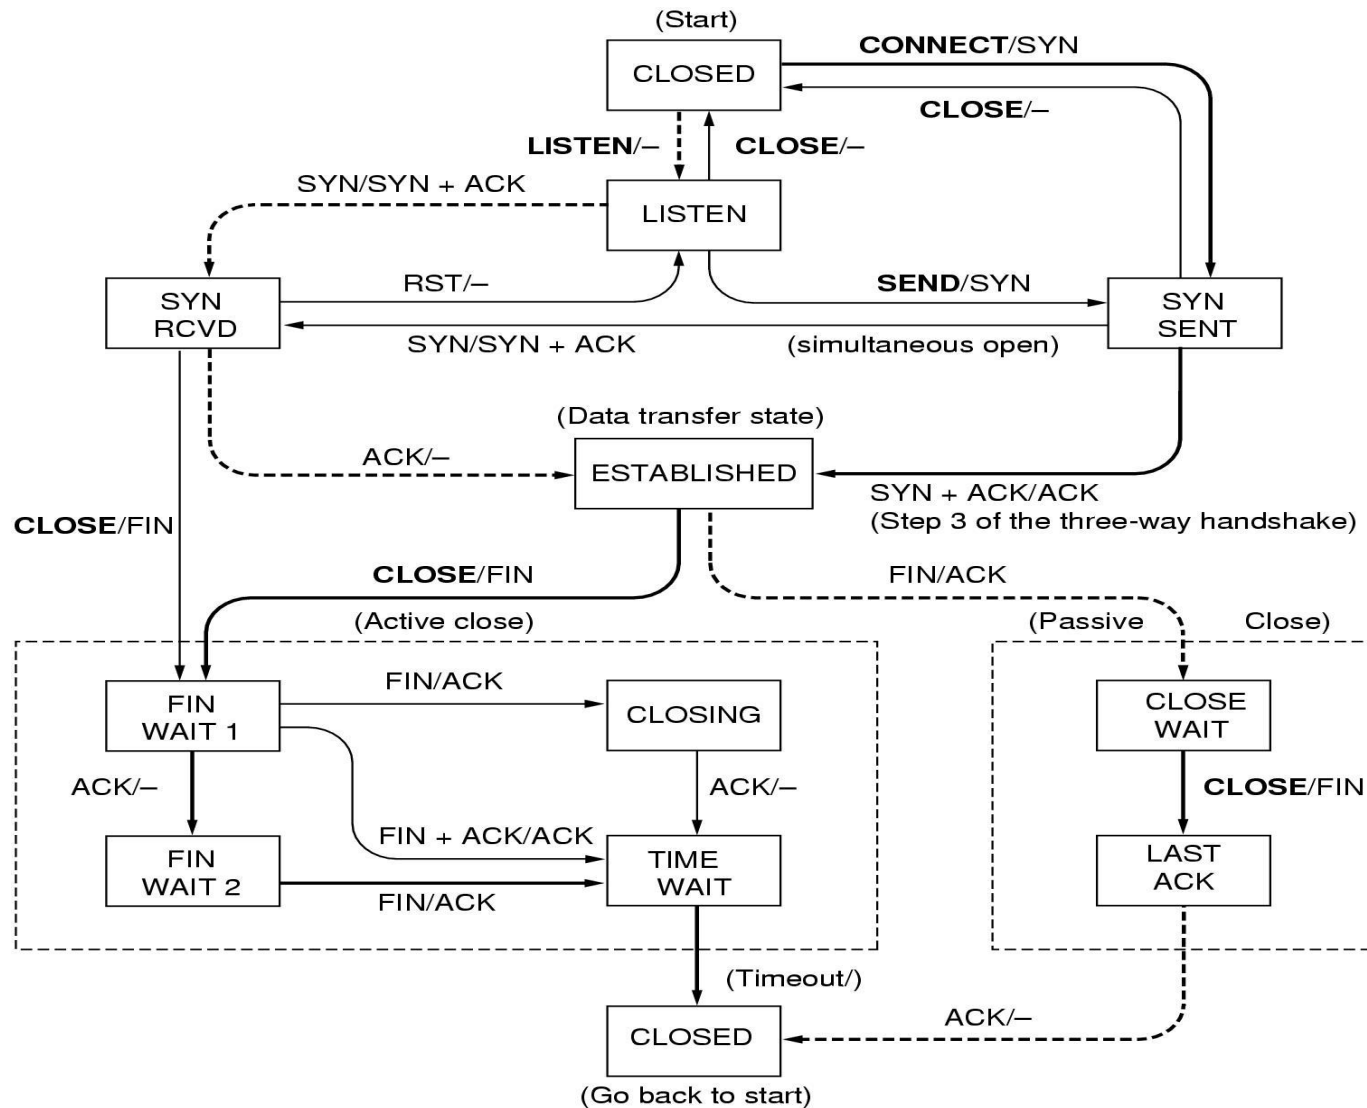 (Start)
CLOSED
CONNECT/SYN
CLOSE/–
LISTEN/–
CLOSE/–
SYN/SYN + ACK
LISTEN
SYN
RCVD
RST/–
SEND/SYN
SYN
SENT
SYN/SYN + ACK
(simultaneous open)
(Data transfer state)
ACK/–
ESTABLISHED
SYN + ACK/ACK
(Step 3 of the three-way handshake)
CLOSE/FIN
CLOSE/FIN
FIN/ACK
(Active close)
(Passive Close)
FIN
WAIT 1
FIN/ACK
CLOSING
CLOSE
WAIT
ACK/–
ACK/–
CLOSE/FIN
FIN + ACK/ACK
FIN
WAIT 2
FIN/ACK
TIME
WAIT
LAST
ACK
(Timeout/)
CLOSED
ACK/–
(Go back to start)